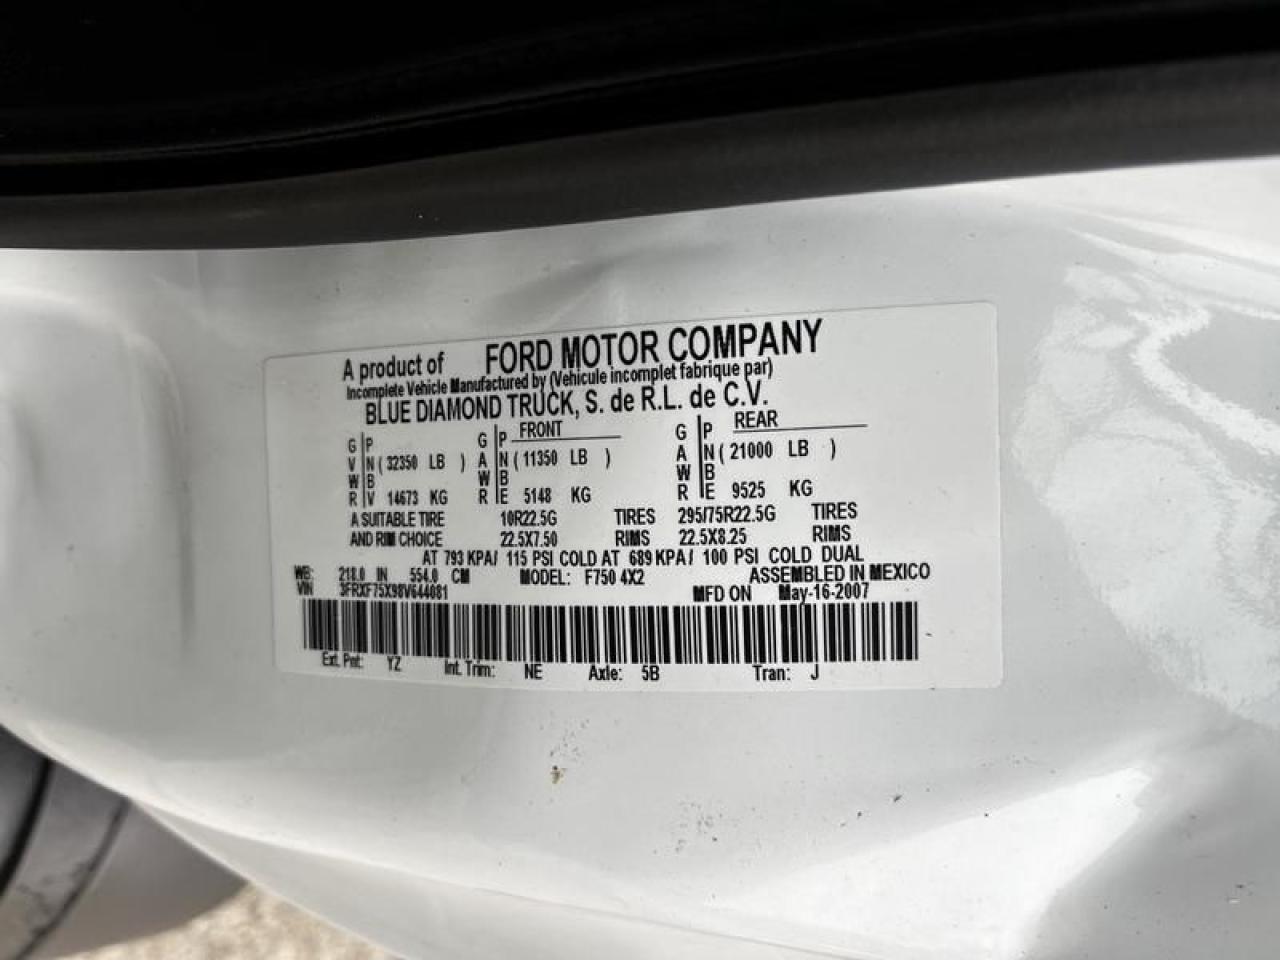 A product of FORD MOTOR COMPANY
Incomplete Vehicle Manufactured by (Vehicule incomplet fabrique par)
BLUE DIAMOND TRUCK, S. de R.L. de C.V.
G P G P FRONT G P REAR
V N ( 32350 LB ) A N ( 11350 LB ) A N ( 21000 LB )
W B W B W B
R V 14673 KG R E 5148 KG R E 9525 KG
A SUITABLE TIRE 10R22.5G TIRES 295/75R22.5G TIRES
AND RIM CHOICE 22.5X7.50 RIMS 22.5X8.25 RIMS
AT 793 KPA/ 115 PSI COLD AT 689 KPA/ 100 PSI COLD DUAL
WB: 218.0 IN 554.0 CM MODEL: F750 4X2 ASSEMBLED IN MEXICO
VIN 3FRXF75X98V644081 MFD ON May-16-2007
Ext. Pnt: YZ Int. Trim: NE Axle: 5B Tran: J